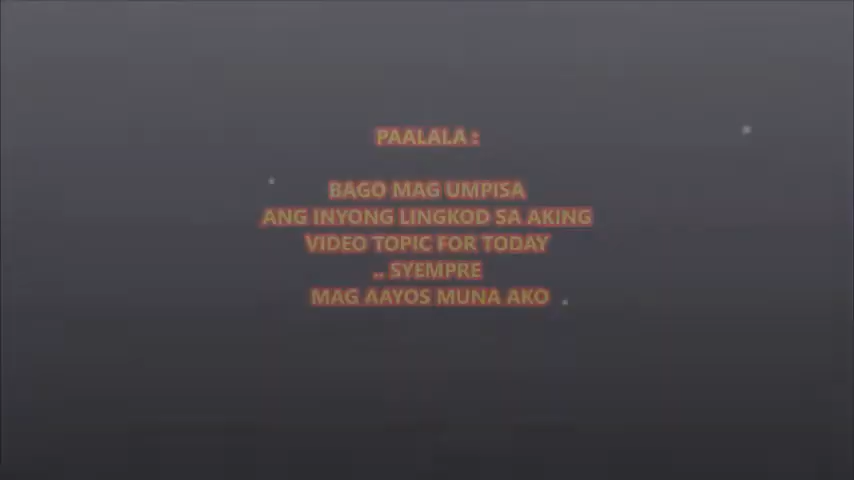 PAALALA :
BAGO MAG UMPISA
ANG INYONG LINGKOD SA AKING
VIDEO TOPIC FOR TODAY
.. SYEMPRE
MAG AAYOS MUNA AKO